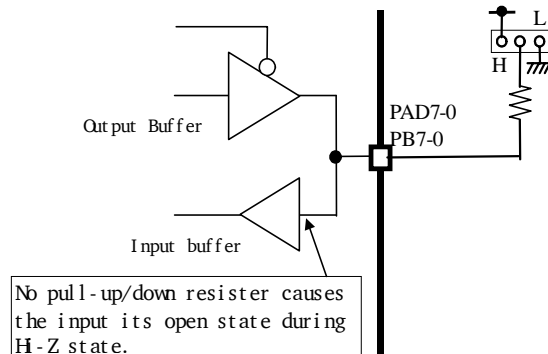 L
H
PAD7-0
PB7-0
Output Buffer
Input buffer
No pull-up/down resister causes
the input its open state during
Hi-Z state.